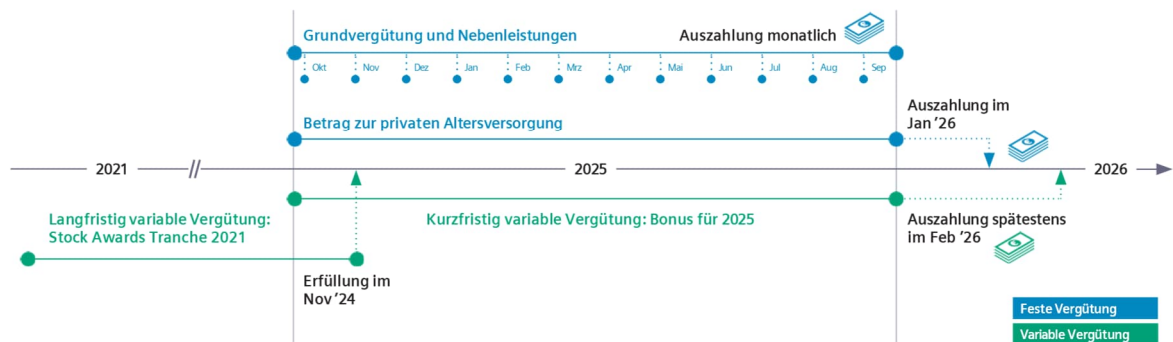 Grundvergütung und Nebenleistungen
Auszahlung monatlich
Okt Nov Dez Jan Feb Mrz Apr Mai Jun Jul Aug Sep
Betrag zur privaten Altersversorgung
Auszahlung im
Jan ’26
2021 // 2025 2026
Langfristig variable Vergütung:
Stock Awards Tranche 2021
Kurzfristig variable Vergütung: Bonus für 2025
Auszahlung spätestens
im Feb ’26
Erfüllung im
Nov ’24
Feste Vergütung
Variable Vergütung